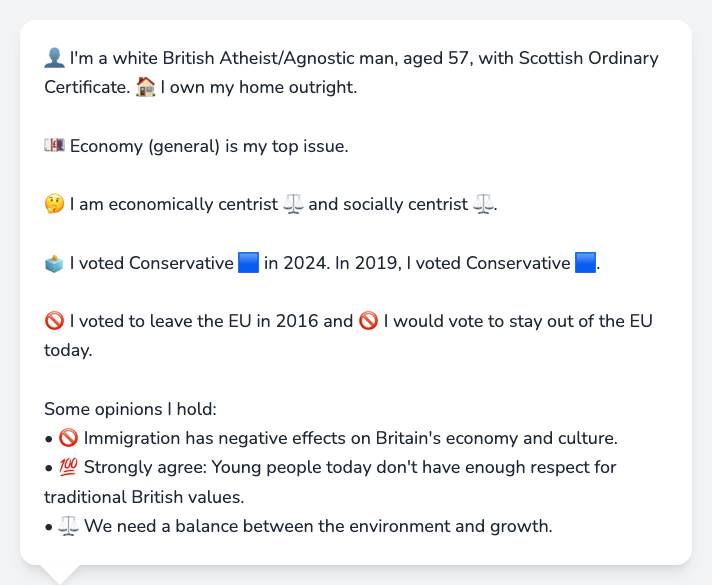 👤 I'm a white British Atheist/Agnostic man, aged 57, with Scottish Ordinary
Certificate. 🏠 I own my home outright.
💷 Economy (general) is my top issue.
🤔 I am economically centrist ⚖️ and socially centrist ⚖️.
🗳️ I voted Conservative 🟦 in 2024. In 2019, I voted Conservative 🟦.
🚫 I voted to leave the EU in 2016 and 🚫 I would vote to stay out of the EU
today.
Some opinions I hold:
• 🚫 Immigration has negative effects on Britain's economy and culture.
• 💯 Strongly agree: Young people today don't have enough respect for
traditional British values.
• ⚖️ We need a balance between the environment and growth.